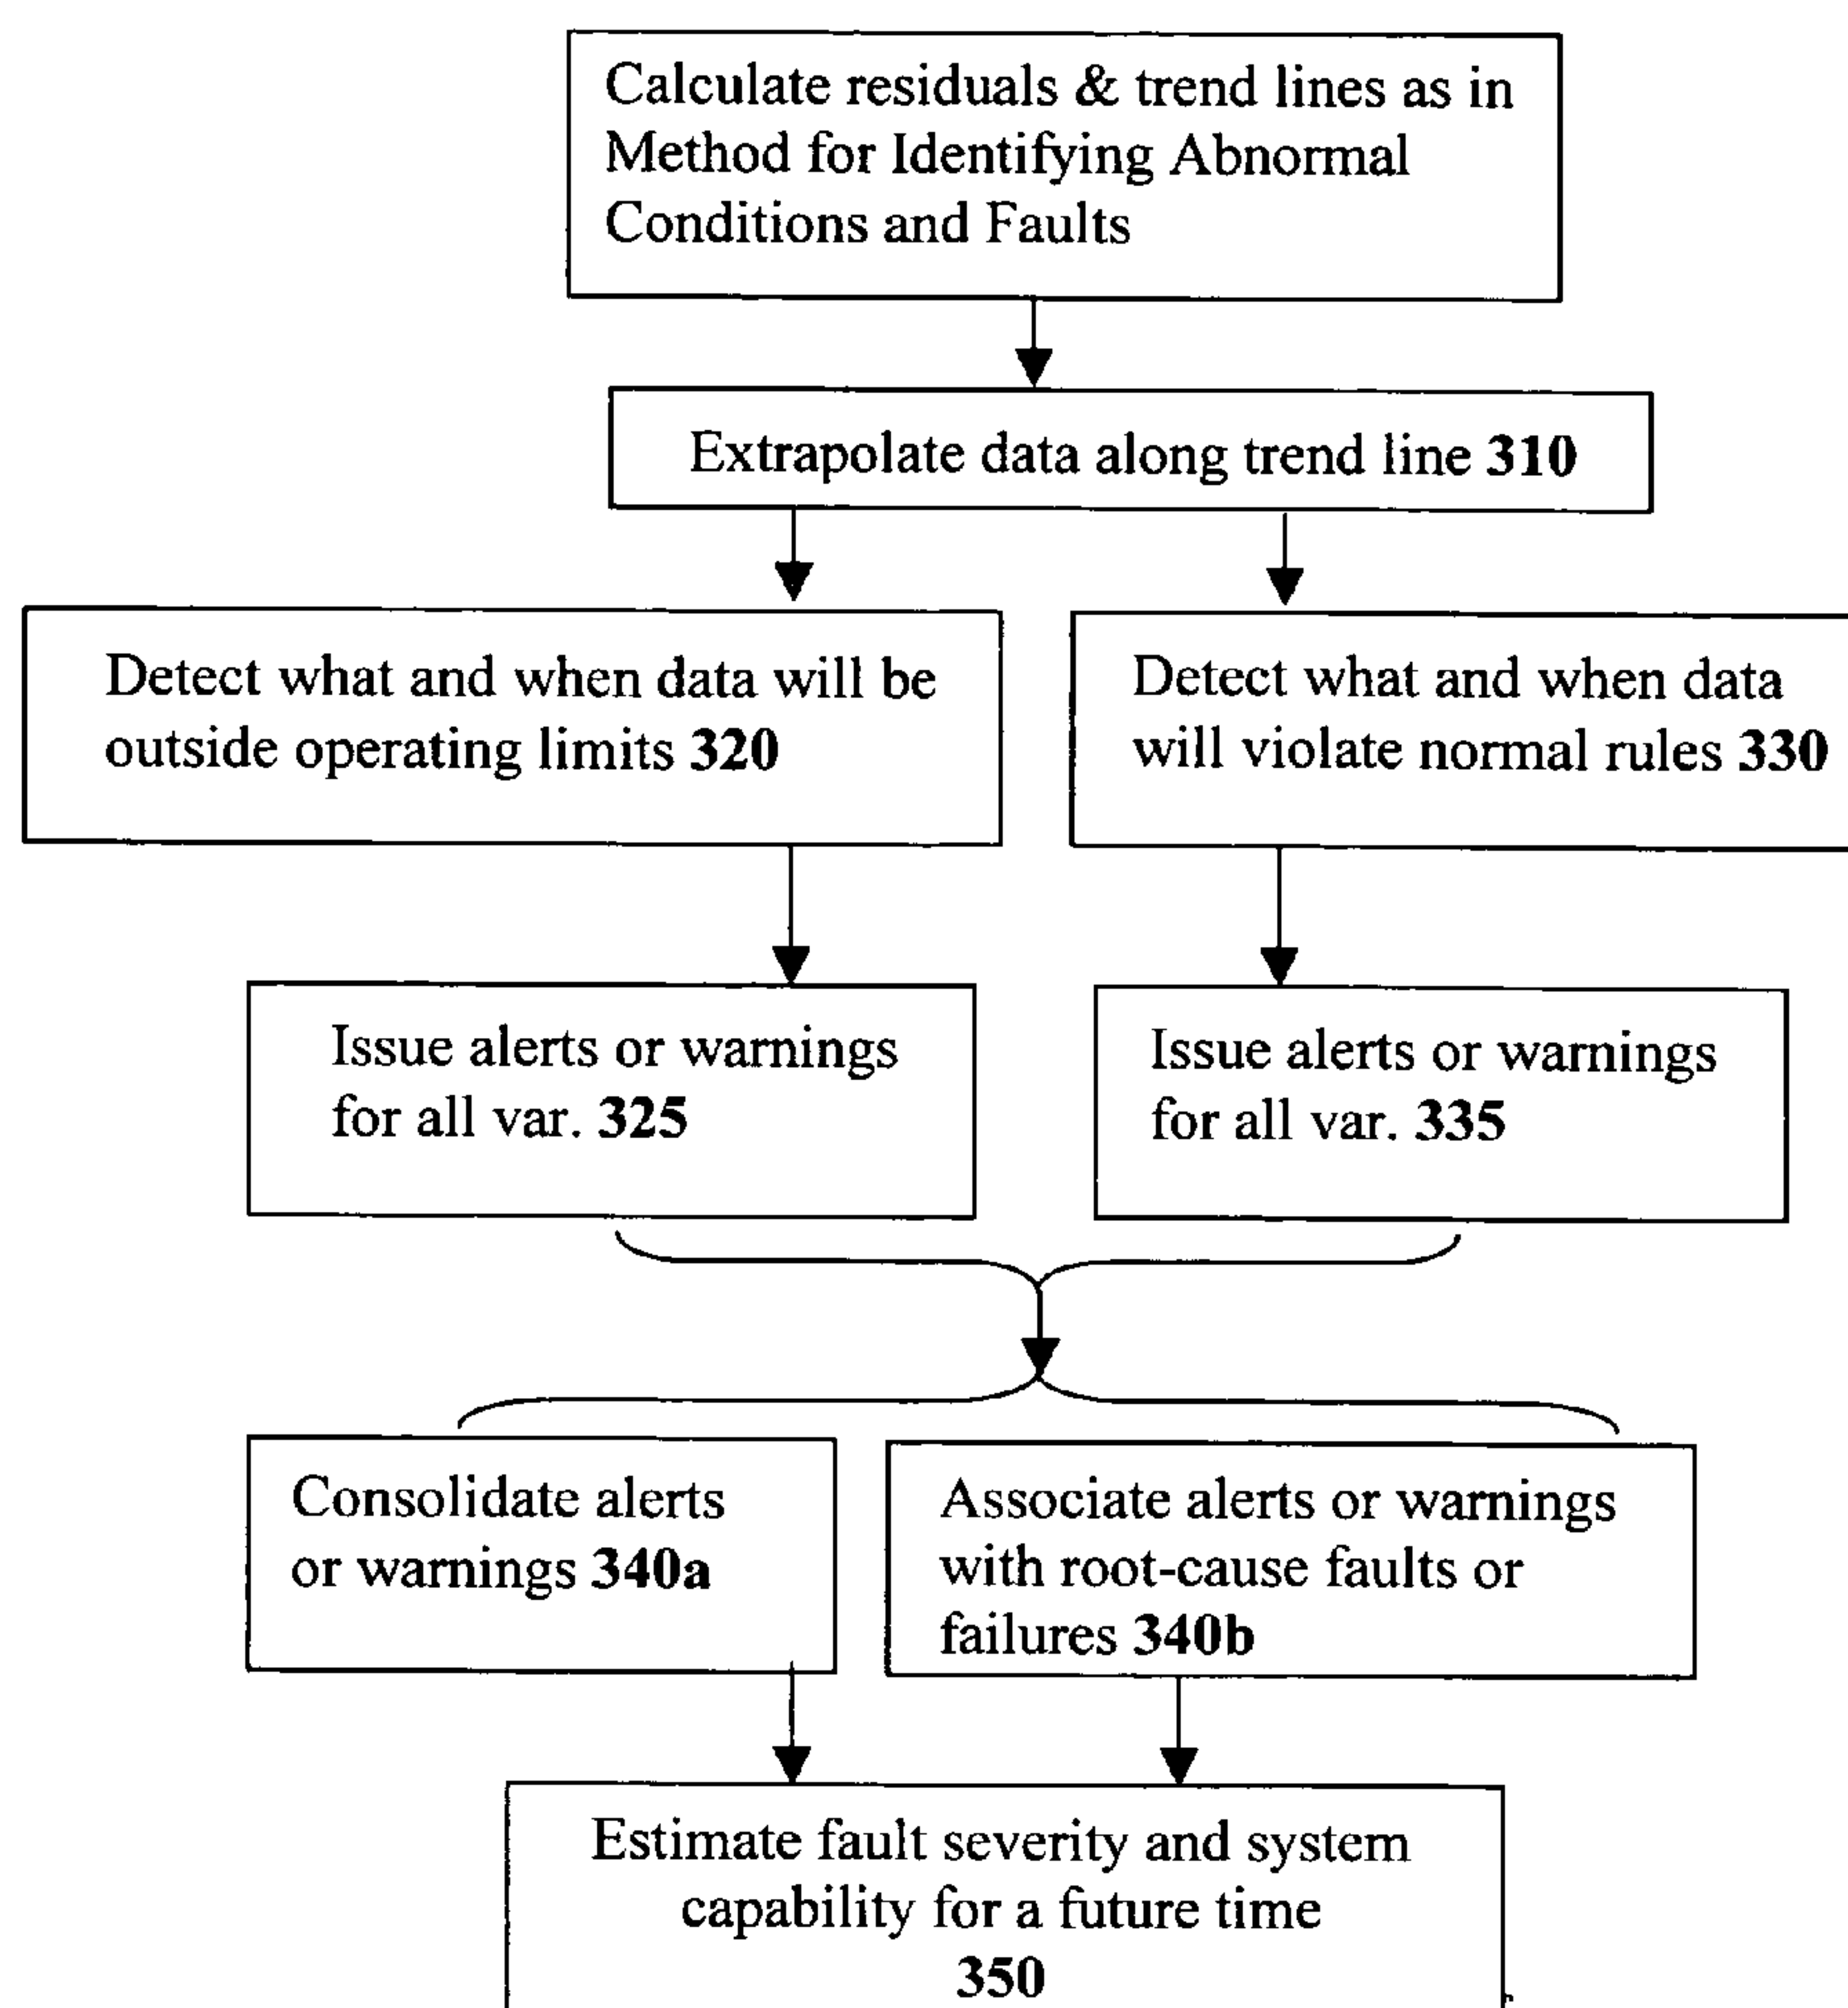 Calculate residuals & trend lines as in
Method for Identifying Abnormal
Conditions and Faults
Extrapolate data along trend line 310
Detect what and when data will be
outside operating limits 320
Detect what and when data
will violate normal rules 330
Issue alerts or warnings
for all var. 325
Issue alerts or warnings
for all var. 335
Consolidate alerts
or warnings 340a
Associate alerts or warnings
with root-cause faults or
failures 340b
Estimate fault severity and system
capability for a future time
350